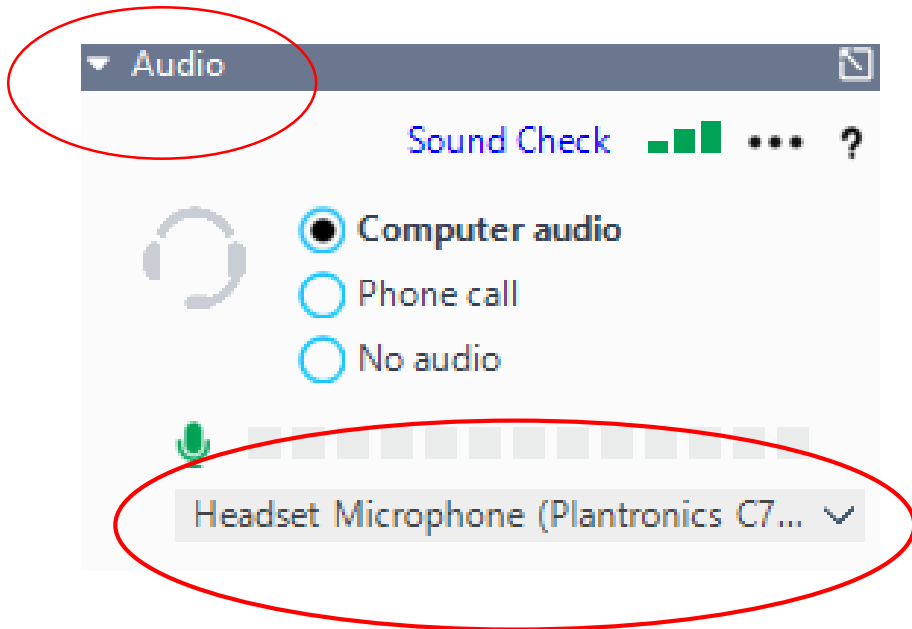 Audio
Sound Check ••• ?
Computer audio
Phone call
No audio
Headset Microphone (Plantronics C7...